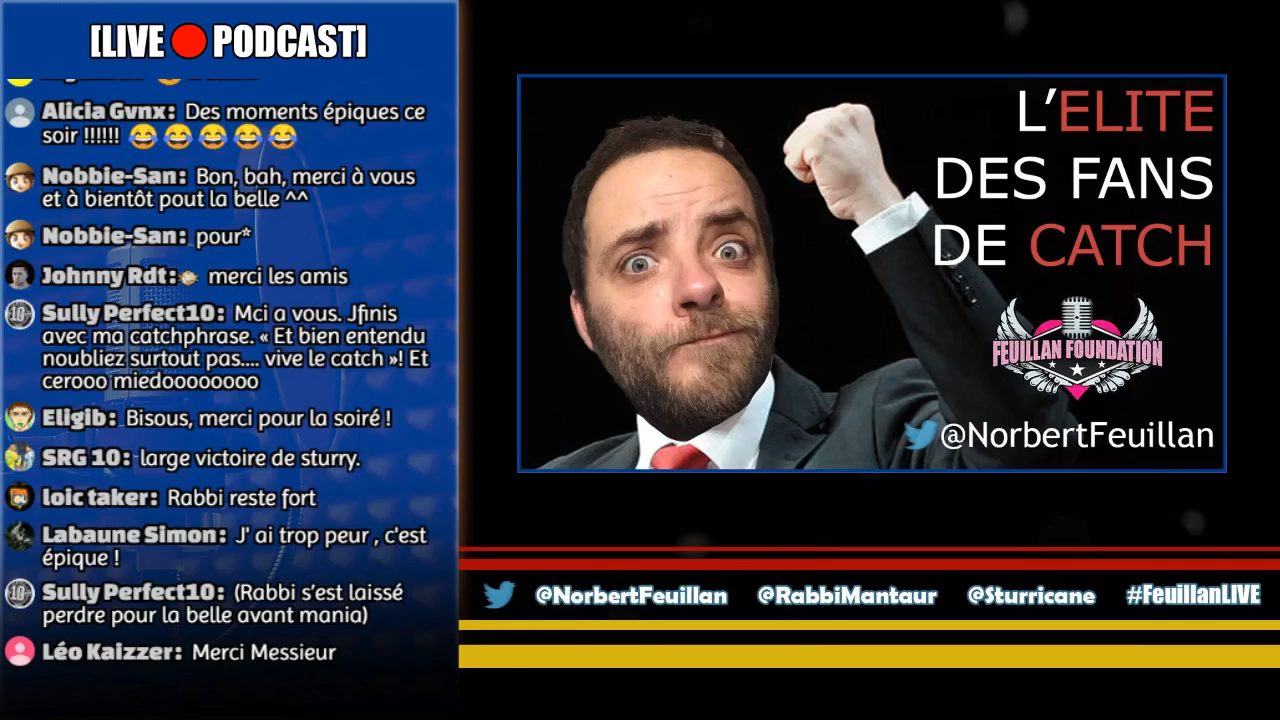 [LIVE PODCAST]
Alicia Gvnx: Des moments épiques ce
soir !!!!!! 😂😂😂😂😂
Nobbie-San: Bon, bah, merci à vous
et à bientôt pout la belle ^^
Nobbie-San: pour*
Johnny Rdt: merci les amis
Sully Perfect10: Mci a vous. Jfinis
avec ma catchphrase. « Et bien entendu
noubliez surtout pas.... vive le catch »! Et
cerooo miedoooooooo
Eligib: Bisous, merci pour la soiré !
SRG 10: large victoire de sturry.
loic taker: Rabbi reste fort
Labaune Simon: J' ai trop peur , c'est
épique !
Sully Perfect10: (Rabbi s'est laissé
perdre pour la belle avant mania)
Léo Kaizzer: Merci Messieur
L'ELITE
DES FANS
DE CATCH
FEUILLAN FOUNDATION
@NorbertFeuillan
@NorbertFeuillan @RabbiMantaur @Sturricane #FeuillanLIVE